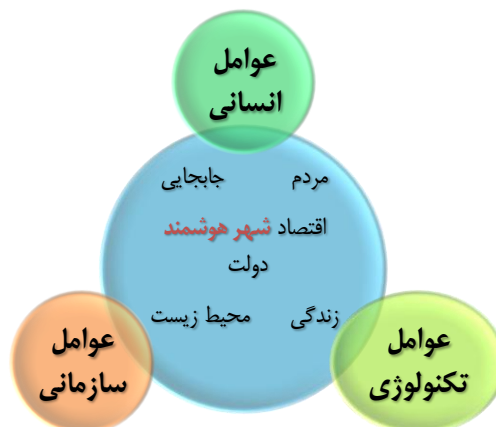 عوامل
انسانی
مردم جابجایی
اقتصاد شهر هوشمند
دولت
زندگی محیط زیست
عوامل
تکنولوژی
عوامل
سازمانی